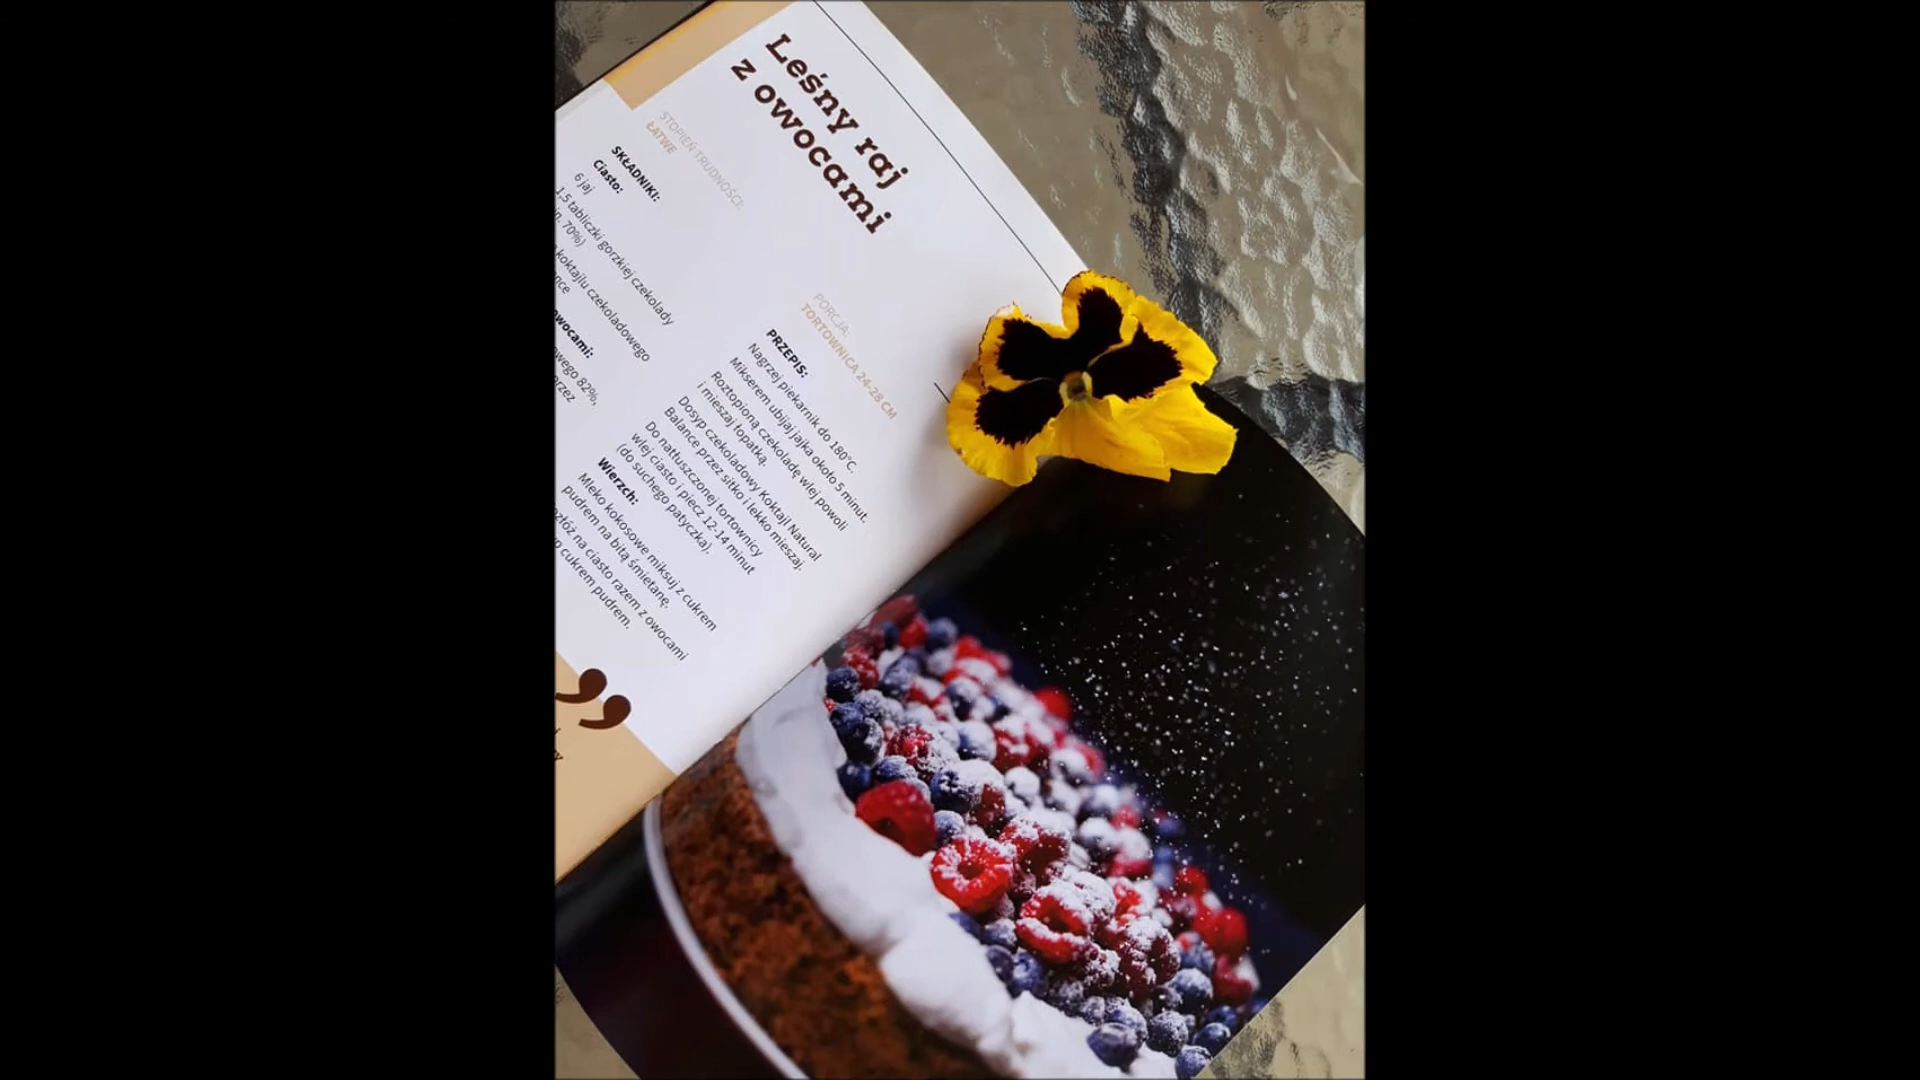 Leśny raj
z owocami
STOPIEŃ TRUDNOŚCI:
ŁATWE
SKŁADNIKI:
Ciasto:
6 jaj
1,5 tabliczki gorzkiej czekolady
70%)
koktajlu czekoladowego
owego 82%,
PORCJA:
TORTOWNICA 24-28 CM
PRZEPIS:
Nagrzej piekarnik do 180°C.
Mikserem ubijaj jajka około 5 minut.
Roztopioną czekoladę wlej powoli
i mieszaj łopatką.
Dosyp czekoladowy Koktajl Natural
Balance przez sitko i lekko mieszaj.
Do natłuszczonej tortownicy
wlej ciasto i piecz 12-14 minut
(do suchego patyczka).
Wierzch:
Mleko kokosowe miksuj z cukrem
pudrem na bitą śmietanę.
na ciasto razem z owocami
cukrem pudrem.